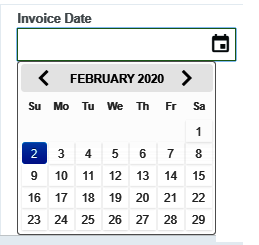 Invoice Date
FEBRUARY 2020
Su Mo Tu We Th Fr Sa
1
2 3 4 5 6 7 8
9 10 11 12 13 14 15
16 17 18 19 20 21 22
23 24 25 26 27 28 29